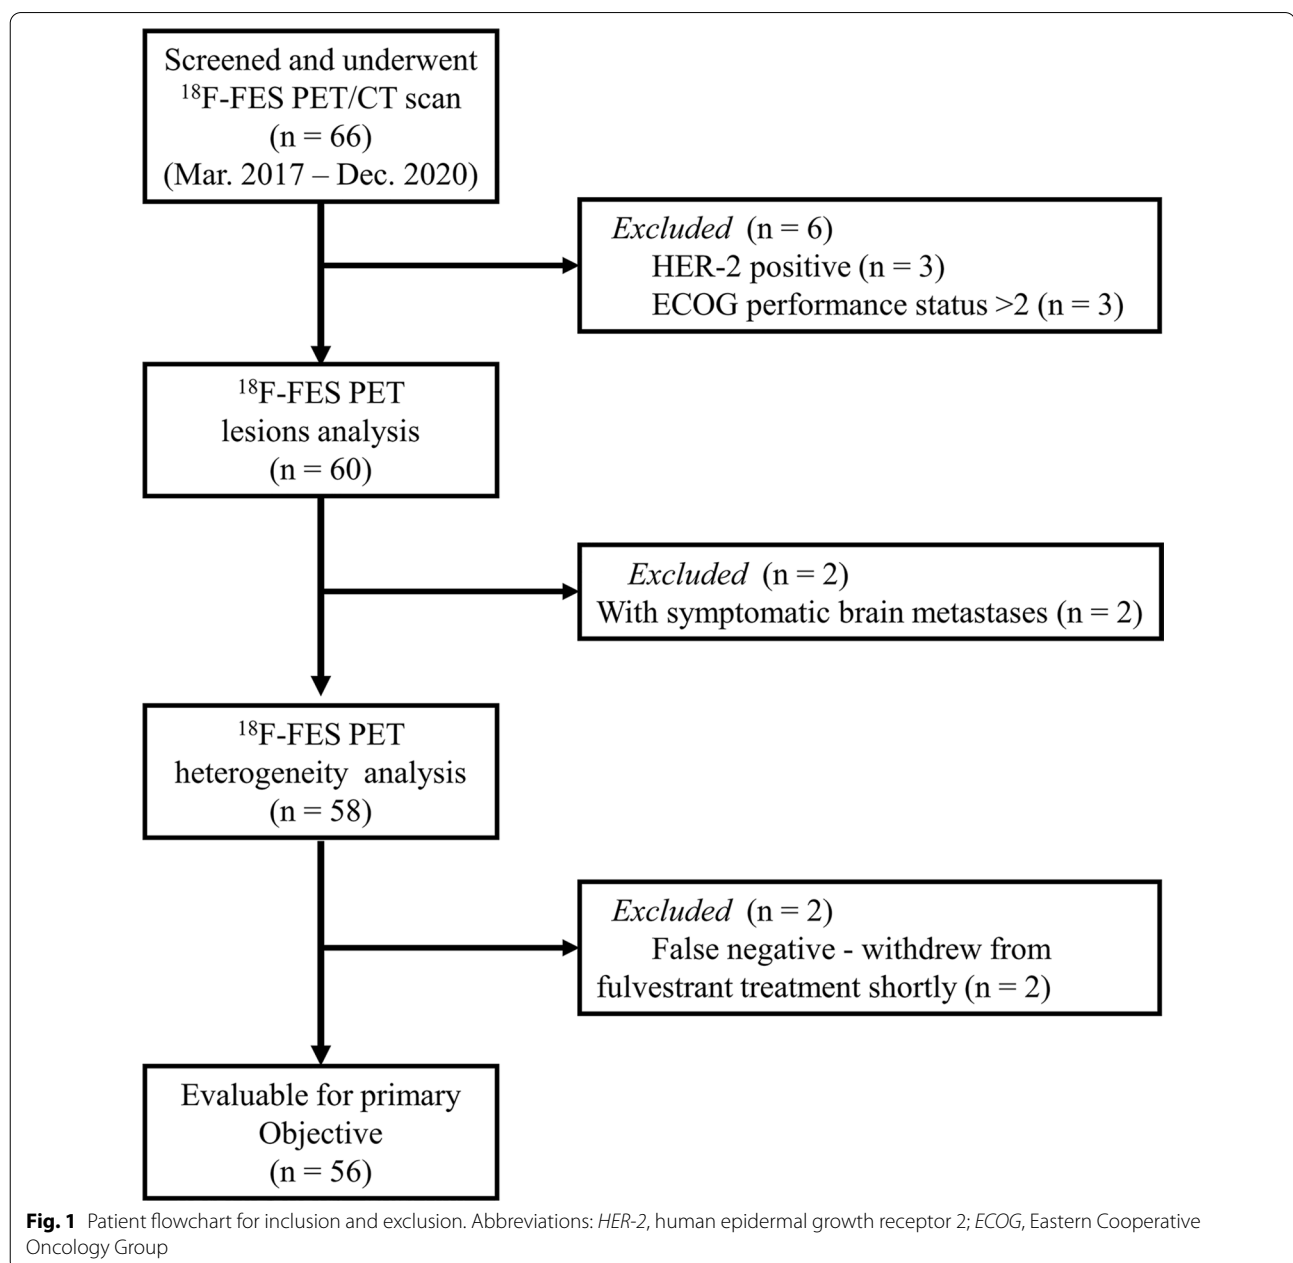 Screened and underwent
¹⁸F-FES PET/CT scan
(n = 66)
(Mar. 2017 – Dec. 2020)
Excluded (n = 6)
HER-2 positive (n = 3)
ECOG performance status >2 (n = 3)
¹⁸F-FES PET
lesions analysis
(n = 60)
Excluded (n = 2)
With symptomatic brain metastases (n = 2)
¹⁸F-FES PET
heterogeneity analysis
(n = 58)
Excluded (n = 2)
False negative - withdrew from
fulvestrant treatment shortly (n = 2)
Evaluable for primary
Objective
(n = 56)
Fig. 1 Patient flowchart for inclusion and exclusion. Abbreviations: HER-2, human epidermal growth receptor 2; ECOG, Eastern Cooperative
Oncology Group